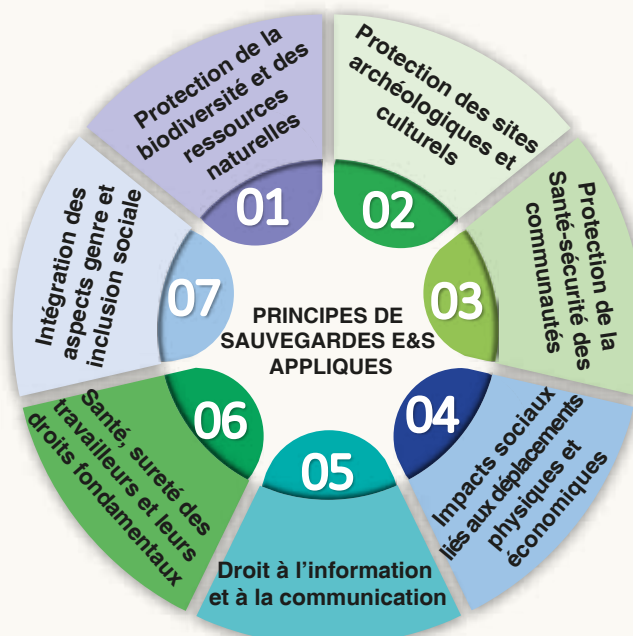 PRINCIPES DE
SAUVEGARDES E&S
APPLIQUES
01
Protection de la
biodiversité et des
ressources
naturelles
02
Protection des sites
archéologiques et
culturels
03
Protection de la
Santé-sécurité des
communautés
04
Impacts sociaux
liés aux déplacements
physiques et
économiques
05
Droit à l'information
et à la communication
06
Santé, sureté des
travailleurs et leurs
droits fondamentaux
07
Intégration des
aspects genre et
inclusion sociale